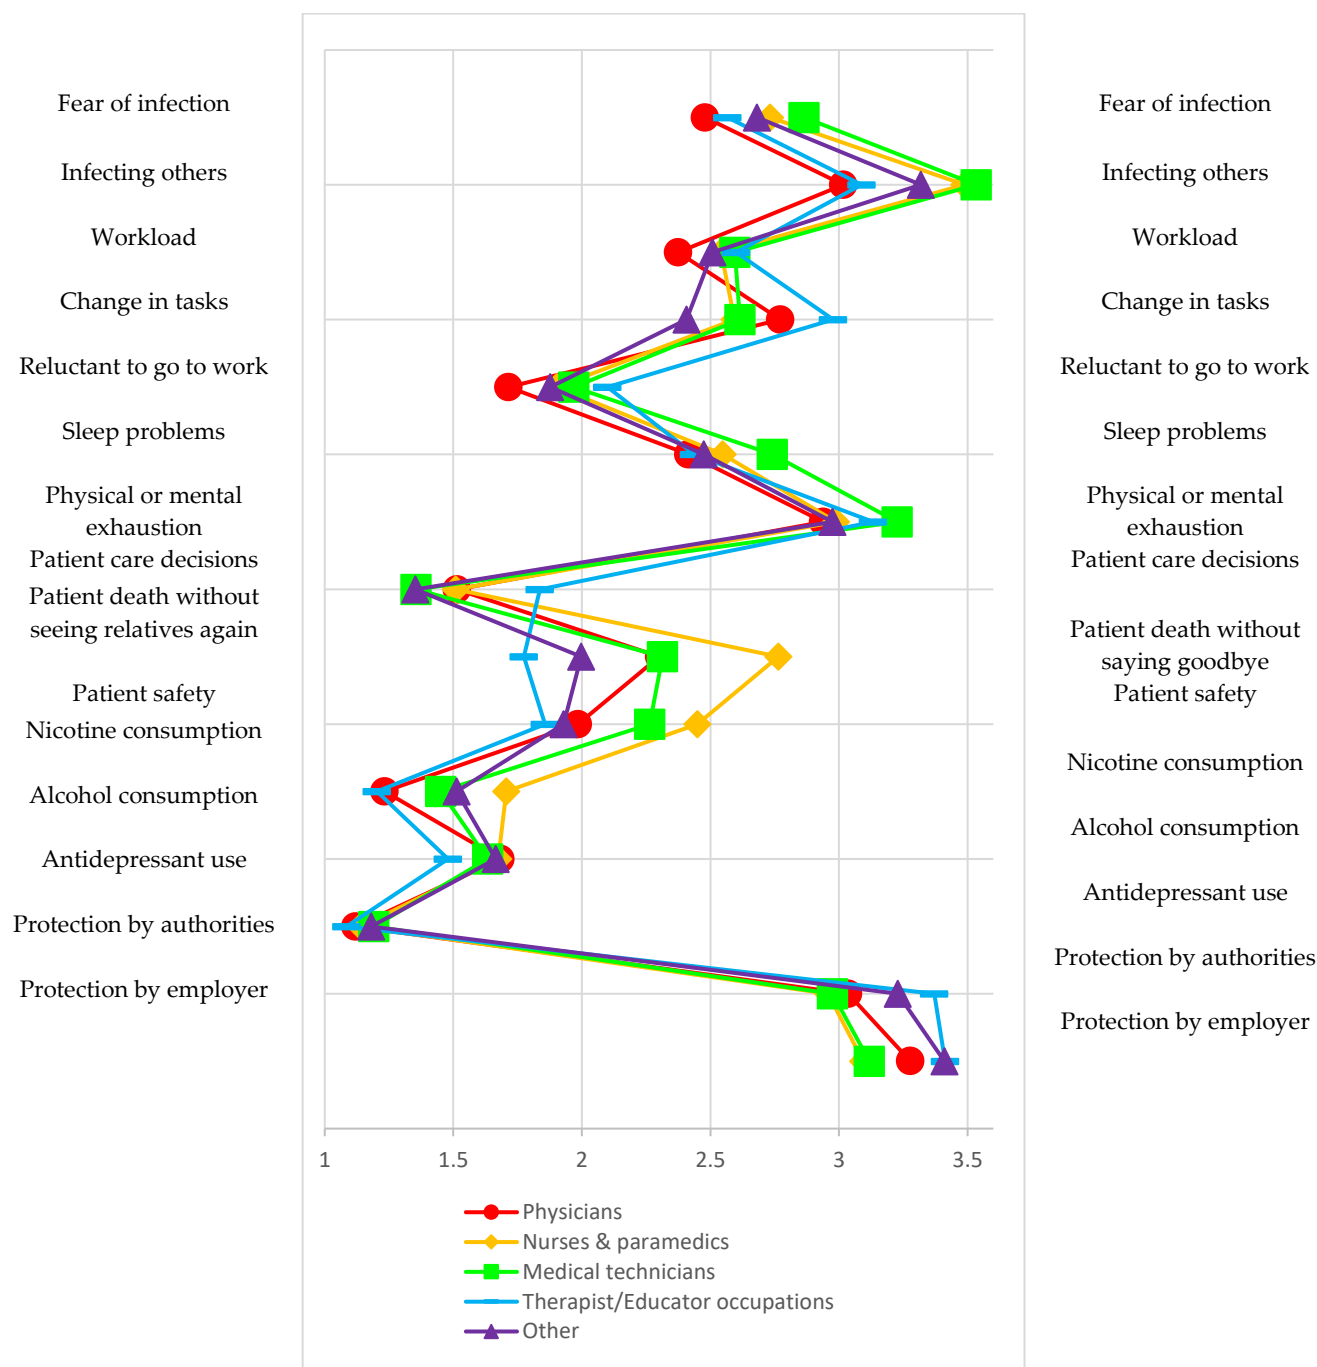 Fear of infection
Infecting others
Workload
Change in tasks
Reluctant to go to work
Sleep problems
Physical or mental
exhaustion
Patient care decisions
Patient death without
seeing relatives again
Patient safety
Nicotine consumption
Alcohol consumption
Antidepressant use
Protection by authorities
Protection by employer
Fear of infection
Infecting others
Workload
Change in tasks
Reluctant to go to work
Sleep problems
Physical or mental
exhaustion
Patient care decisions
Patient death without
saying goodbye
Patient safety
Nicotine consumption
Alcohol consumption
Antidepressant use
Protection by authorities
Protection by employer
1 1.5 2 2.5 3 3.5
Physicians
Nurses & paramedics
Medical technicians
Therapist/Educator occupations
Other